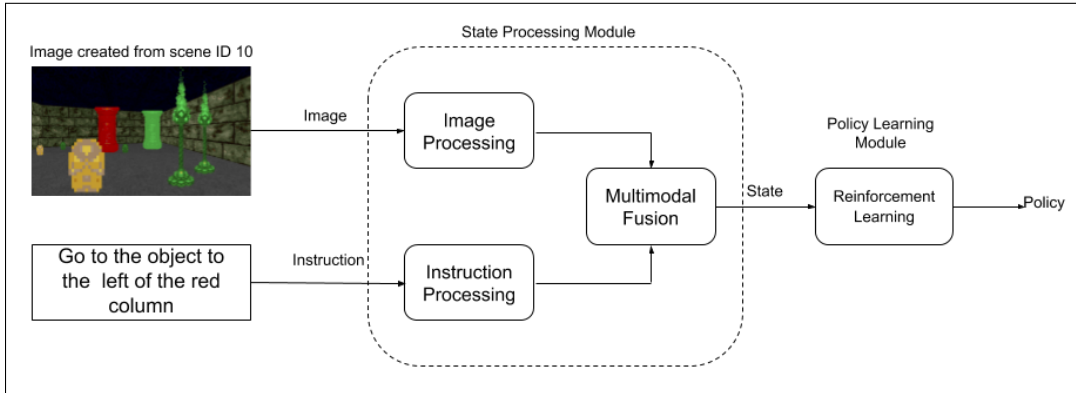 State Processing Module
Image created from scene ID 10
Image
Image
Processing
Policy Learning
Module
Multimodal
Fusion
State
Reinforcement
Learning
Policy
Go to the object to
the left of the red
column
Instruction
Instruction
Processing